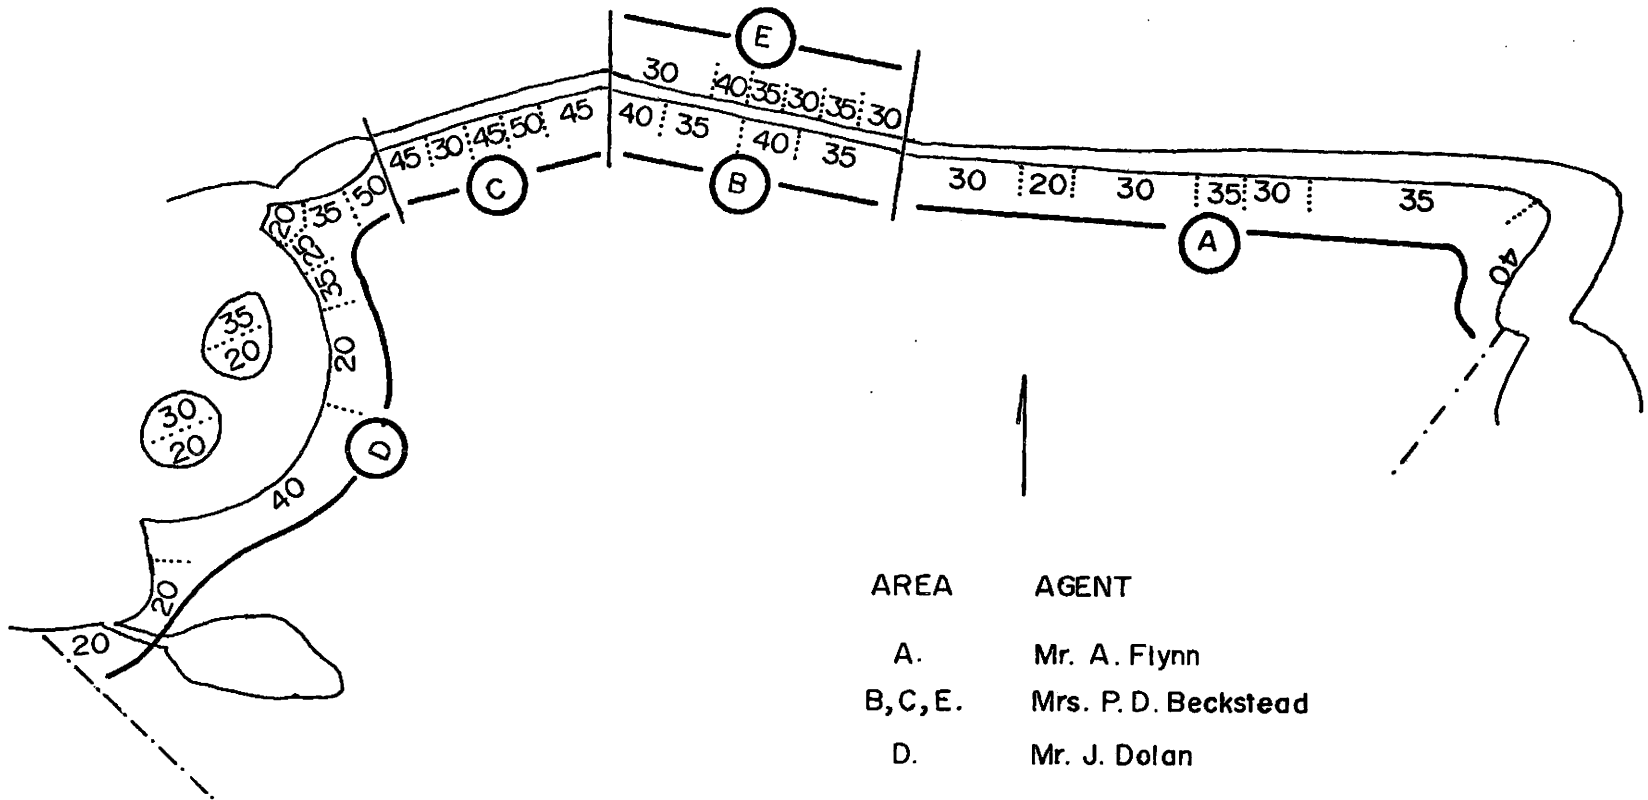 E
30 40 35 30 35 30
45 30 45 50 45
40 35 40 35
C
B
30 20 30 35 30 35
40
A
20 35 50
25
35
20
35
20
30
20
D
40
20
20
AREA AGENT
A. Mr. A. Flynn
B, C, E. Mrs. P. D. Beckstead
D. Mr. J. Dolan